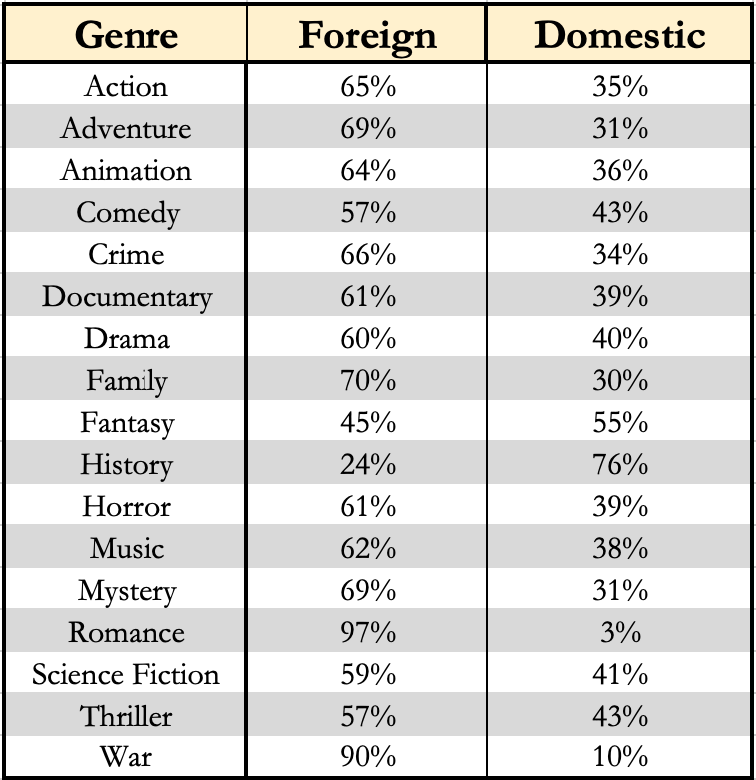 Genre Foreign Domestic
Action 65% 35%
Adventure 69% 31%
Animation 64% 36%
Comedy 57% 43%
Crime 66% 34%
Documentary 61% 39%
Drama 60% 40%
Family 70% 30%
Fantasy 45% 55%
History 24% 76%
Horror 61% 39%
Music 62% 38%
Mystery 69% 31%
Romance 97% 3%
Science Fiction 59% 41%
Thriller 57% 43%
War 90% 10%